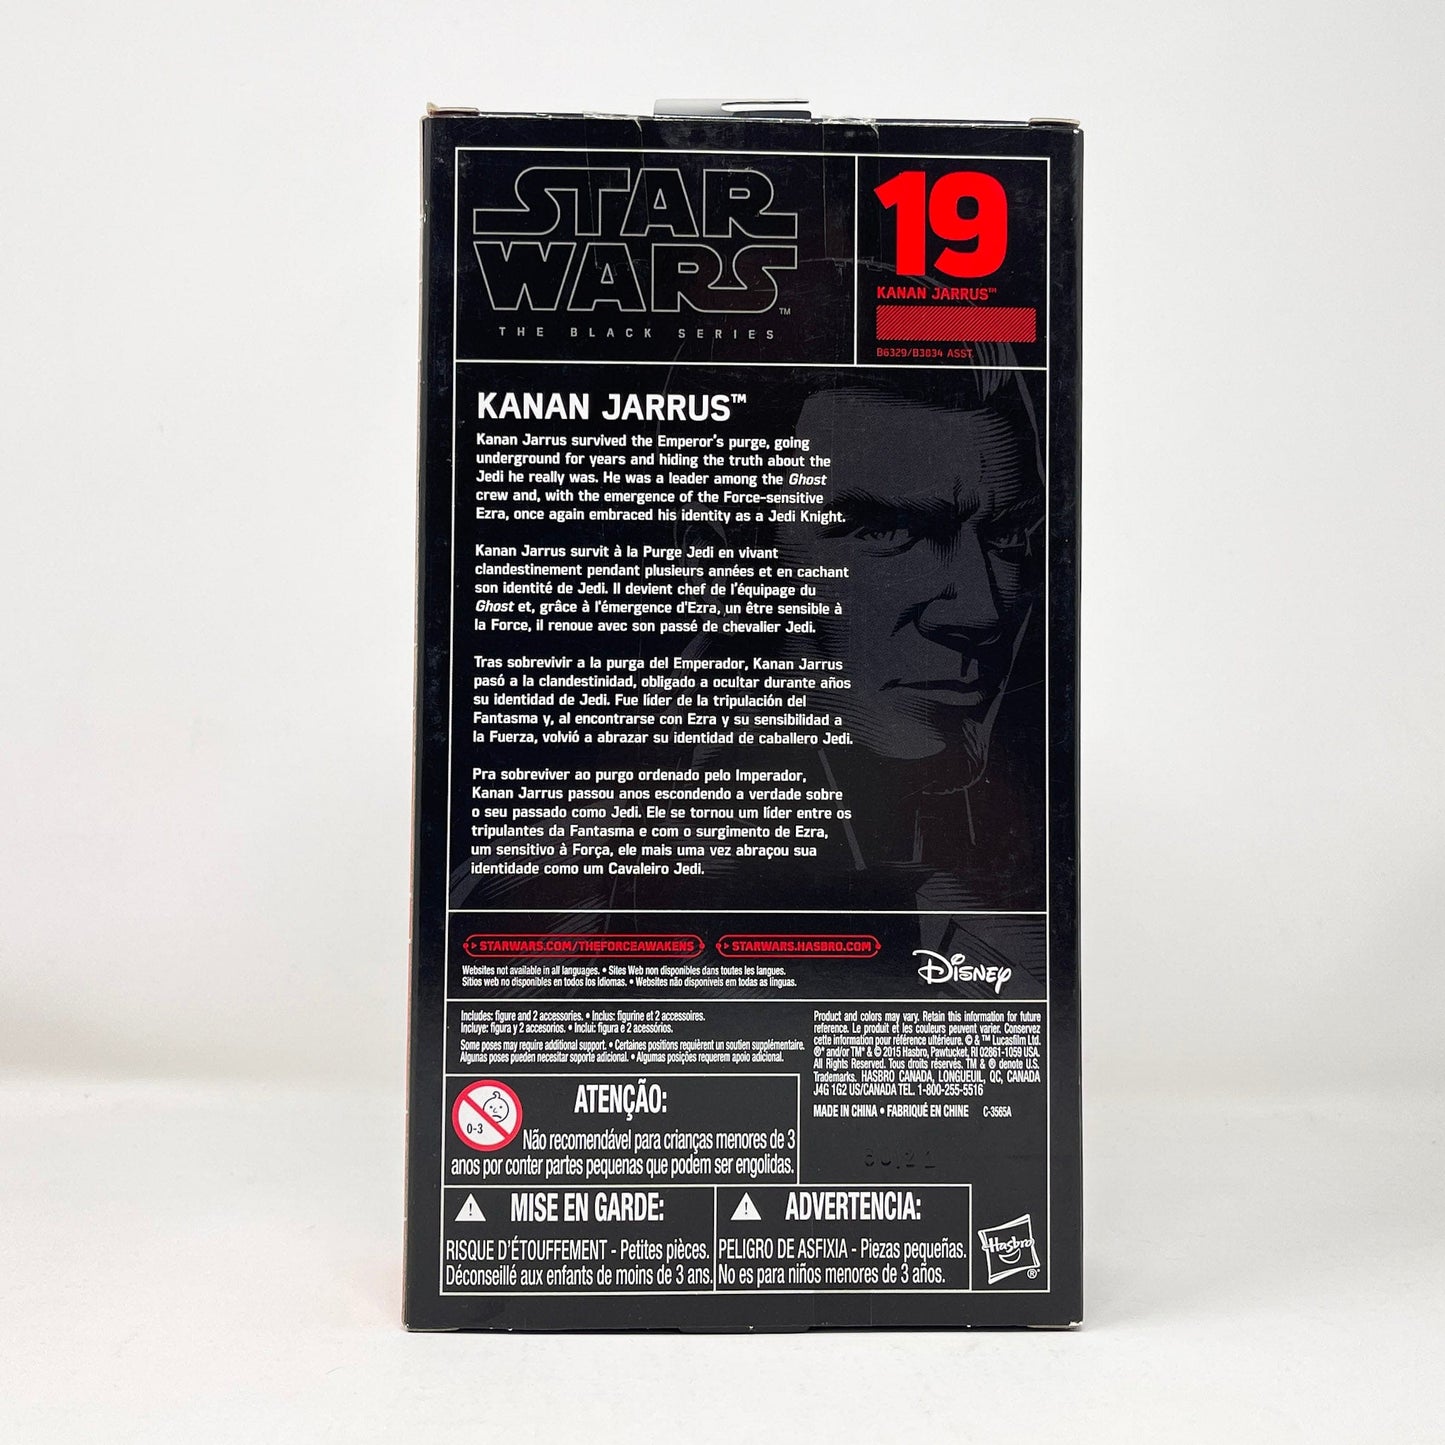 STAR
WARS™
THE BLACK SERIES
19
KANAN JARRUS™
B6329/B3834 ASST.
KANAN JARRUS™
Kanan Jarrus survived the Emperor's purge, going
underground for years and hiding the truth about the
Jedi he really was. He was a leader among the Ghost
crew and, with the emergence of the Force-sensitive
Ezra, once again embraced his identity as a Jedi Knight.
Kanan Jarrus survit à la Purge Jedi en vivant
clandestinement pendant plusieurs années et en cachant
son identité de Jedi. Il devient chef de l'équipage du
Ghost et, grâce à l'émergence d'Ezra, un être sensible à
la Force, il renoue avec son passé de chevalier Jedi.
Tras sobrevivir a la purga del Emperador, Kanan Jarrus
pasó a la clandestinidad, obligado a ocultar durante años
su identidad de Jedi. Fue líder de la tripulación del
Fantasma y, al encontrarse con Ezra y su sensibilidad a
la Fuerza, volvió a abrazar su identidad de caballero Jedi.
Pra sobreviver ao purgo ordenado pelo Imperador,
Kanan Jarrus passou anos escondendo a verdade sobre
o seu passado como Jedi. Ele se tornou um líder entre os
tripulantes da Fantasma e com o surgimento de Ezra,
um sensitivo à Força, ele mais uma vez abraçou sua
identidade como um Cavaleiro Jedi.
STARWARS.COM/THEFORCEAWAKENS
STARWARS.HASBRO.COM
Websites not available in all languages. • Sites Web non disponibles dans toutes les langues.
Sitios web no disponibles en todos los idiomas. • Websites não disponíveis em todas as línguas.
Disney
Includes: figure and 2 accessories. • Inclus: figurine et 2 accessoires.
Incluye: figura y 2 accesorios. • Inclui: figura e 2 acessórios.
Some poses may require additional support. • Certaines positions requièrent un soutien supplémentaire.
Algunas poses pueden necesitar soporte adicional. • Algumas posições requerem apoio adicional.
Product and colors may vary. Retain this information for future
reference. Le produit et les couleurs peuvent varier. Conservez
cette information pour référence ultérieure. © & ™ Lucasfilm Ltd.
®* and/or TM* & © 2015 Hasbro, Pawtucket, RI 02861-1059 USA.
All Rights Reserved. Tous droits réservés. TM & ® denote U.S.
Trademarks. HASBRO CANADA, LONGUEUIL, QC, CANADA
J4G 1G2 US/CANADA TEL. 1-800-255-5516
MADE IN CHINA • FABRIQUÉ EN CHINE C-3565A
0-3
ATENÇÃO:
Não recomendável para crianças menores de 3
anos por conter partes pequenas que podem ser engolidas.
MISE EN GARDE:
RISQUE D'ÉTOUFFEMENT - Petites pièces.
Déconseillé aux enfants de moins de 3 ans.
ADVERTENCIA:
PELIGRO DE ASFIXIA - Piezas pequeñas.
No es para niños menores de 3 años.
Hasbro®